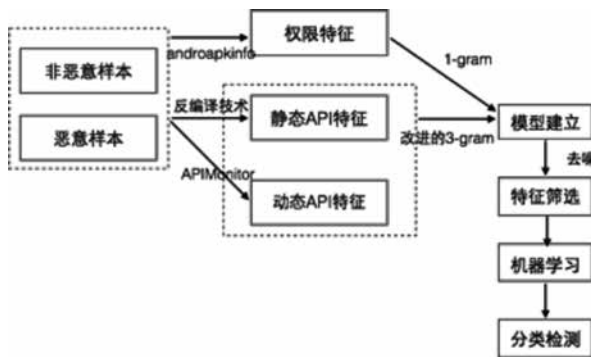 权限特征
androapkinfo
1-gram
非恶意样本
反编译技术
静态API特征
模型建立
恶意样本
改进的3-gram
去噪
APIMonitor
动态API特征
特征筛选
机器学习
分类检测